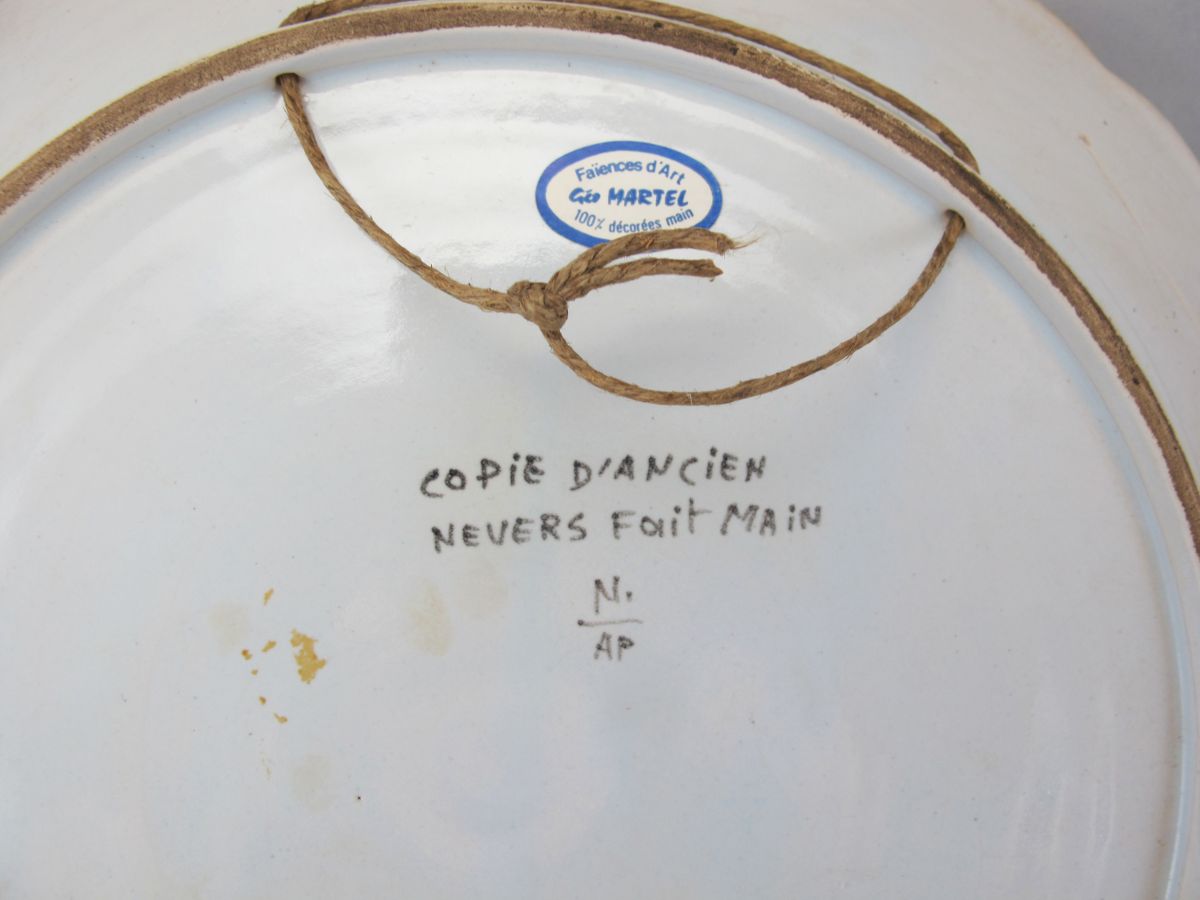 Faïences d'Art
Géo MARTEL
100% décorées main
COPiE D'ANCiEN
NEVERS Fait MAiN
N.
AP